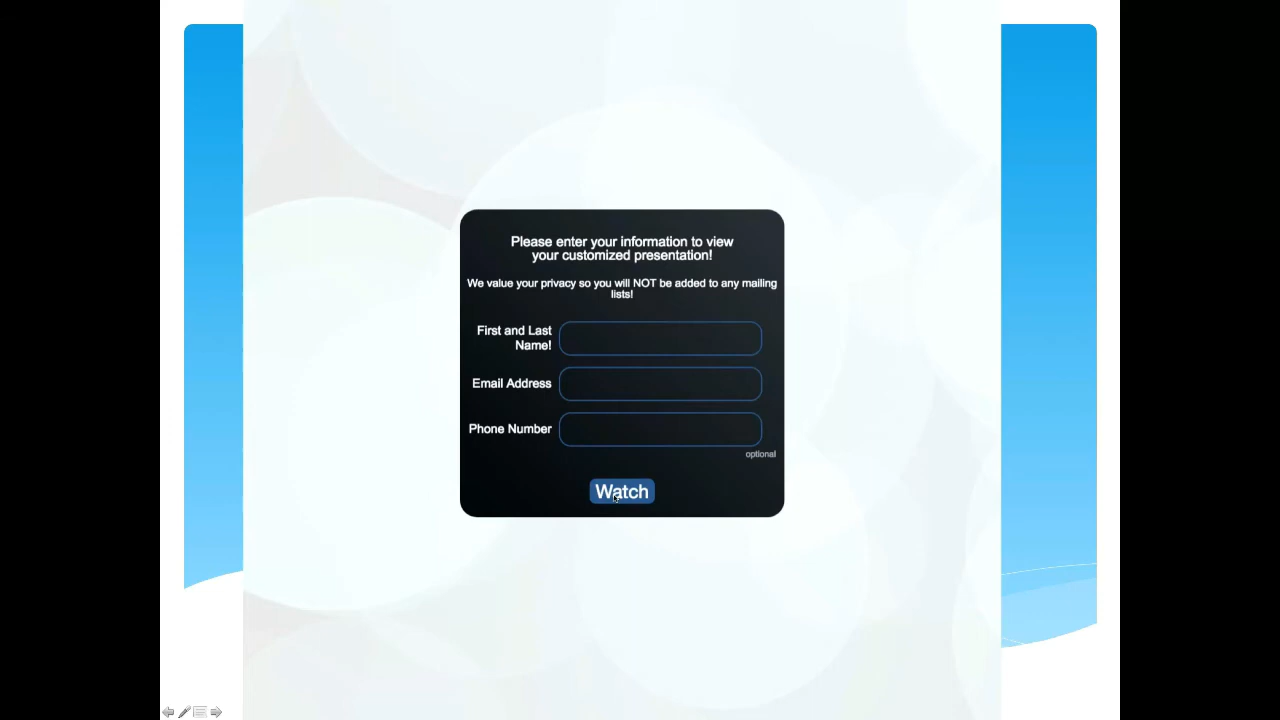 Please enter your information to view
your customized presentation!
We value your privacy so you will NOT be added to any mailing
lists!
First and Last
Name!
Email Address
Phone Number
optional
Watch